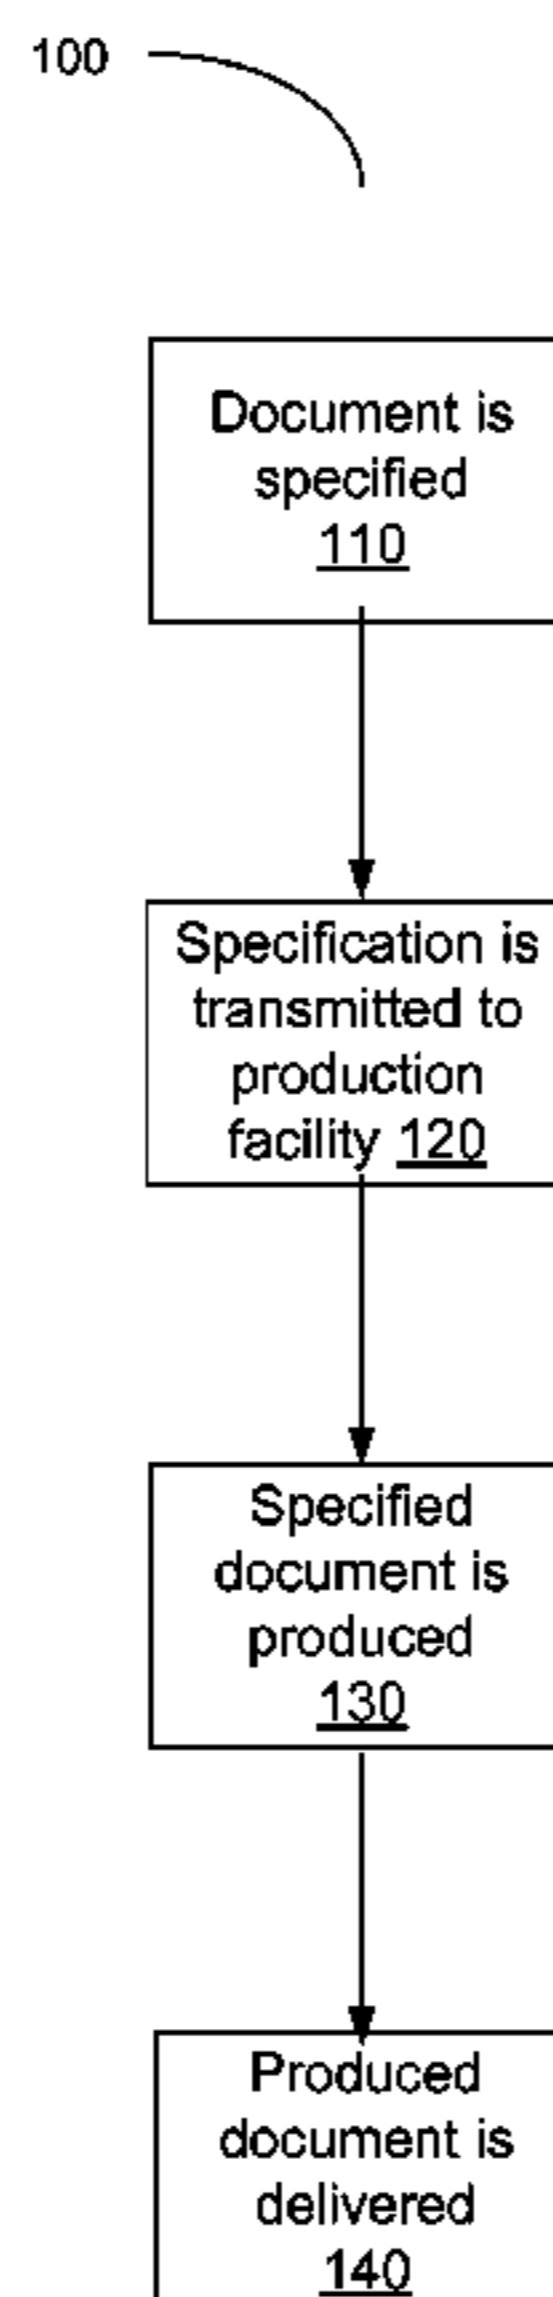 100
Document is
specified
110
Specification is
transmitted to
production
facility 120
Specified
document is
produced
130
Produced
document is
delivered
140